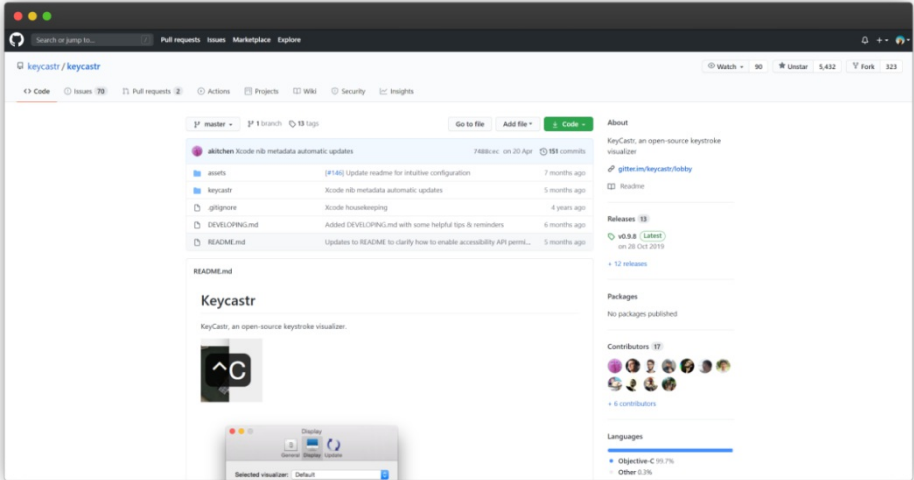 Search or jump to... / Pull requests Issues Marketplace Explore
keycastr / keycastr
Watch 90 Unstar 5,432 Fork 323
Code Issues 70 Pull requests 2 Actions Projects Wiki Security Insights
master 1 branch 13 tags Go to file Add file Code
akitchen Xcode nib metadata automatic updates on 20 Apr 151 commits
assets [#146] Update readme for intuitive configuration 7 months ago
keycastr Xcode nib metadata automatic updates 5 months ago
.gitignore Xcode housekeeping 4 years ago
DEVELOPING.md Added DEVELOPING.md with some helpful tips & reminders 6 months ago
README.md Updates to README to clarify how to enable accessibility API permi... 5 months ago
README.md
Keycastr
KeyCastr, an open-source keystroke visualizer.
^C
Display
General Display Update
Selected visualizer: Default
About
KeyCastr, an open-source keystroke
visualizer
gitter.im/keycastr/lobby
Readme
Releases 13
v0.9.8 Latest
on 28 Oct 2019
+ 12 releases
Packages
No packages published
Contributors 17
+ 6 contributors
Languages
Objective-C 99.7%
Other 0.3%